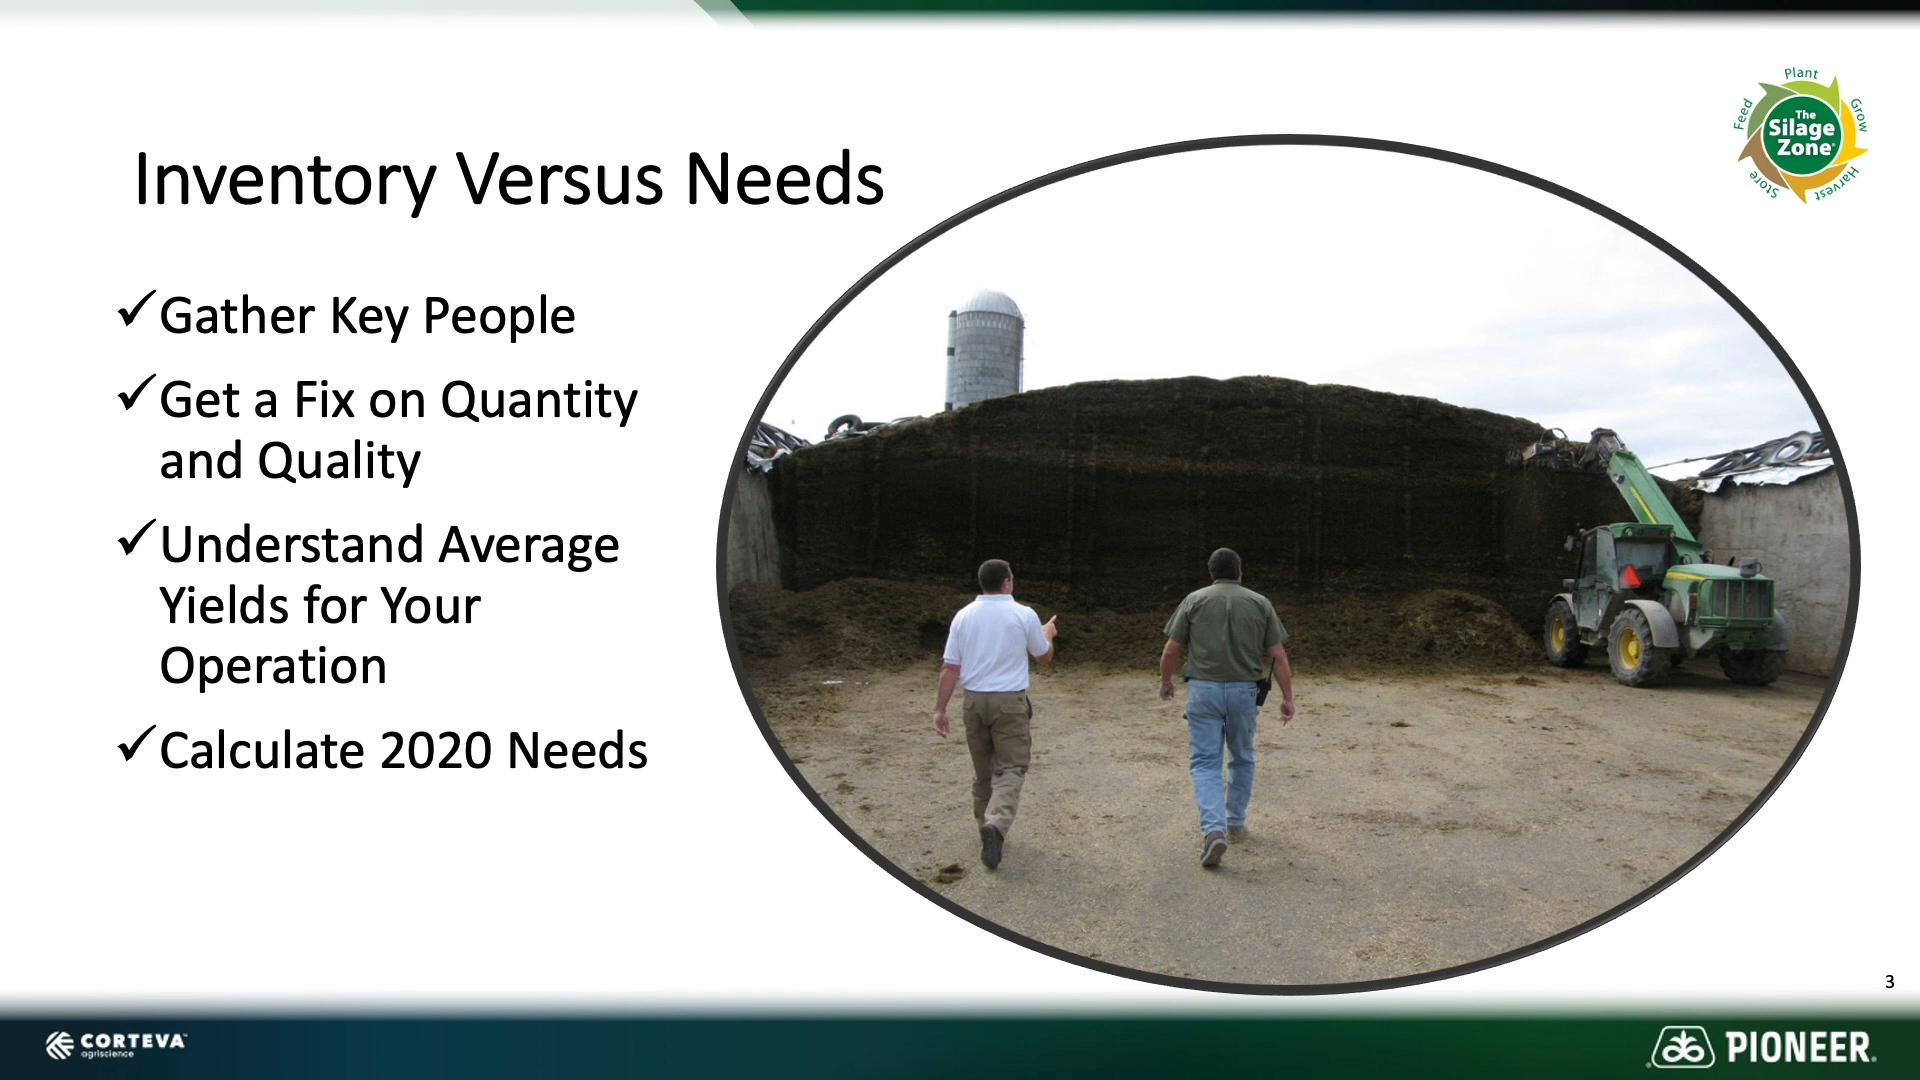 Plant
Feed
Grow
The
Silage
Zone
Store
Harvest
Inventory Versus Needs
✓Gather Key People
✓Get a Fix on Quantity
and Quality
✓Understand Average
Yields for Your
Operation
✓Calculate 2020 Needs
3
CORTEVA™
agriscience
PIONEER®